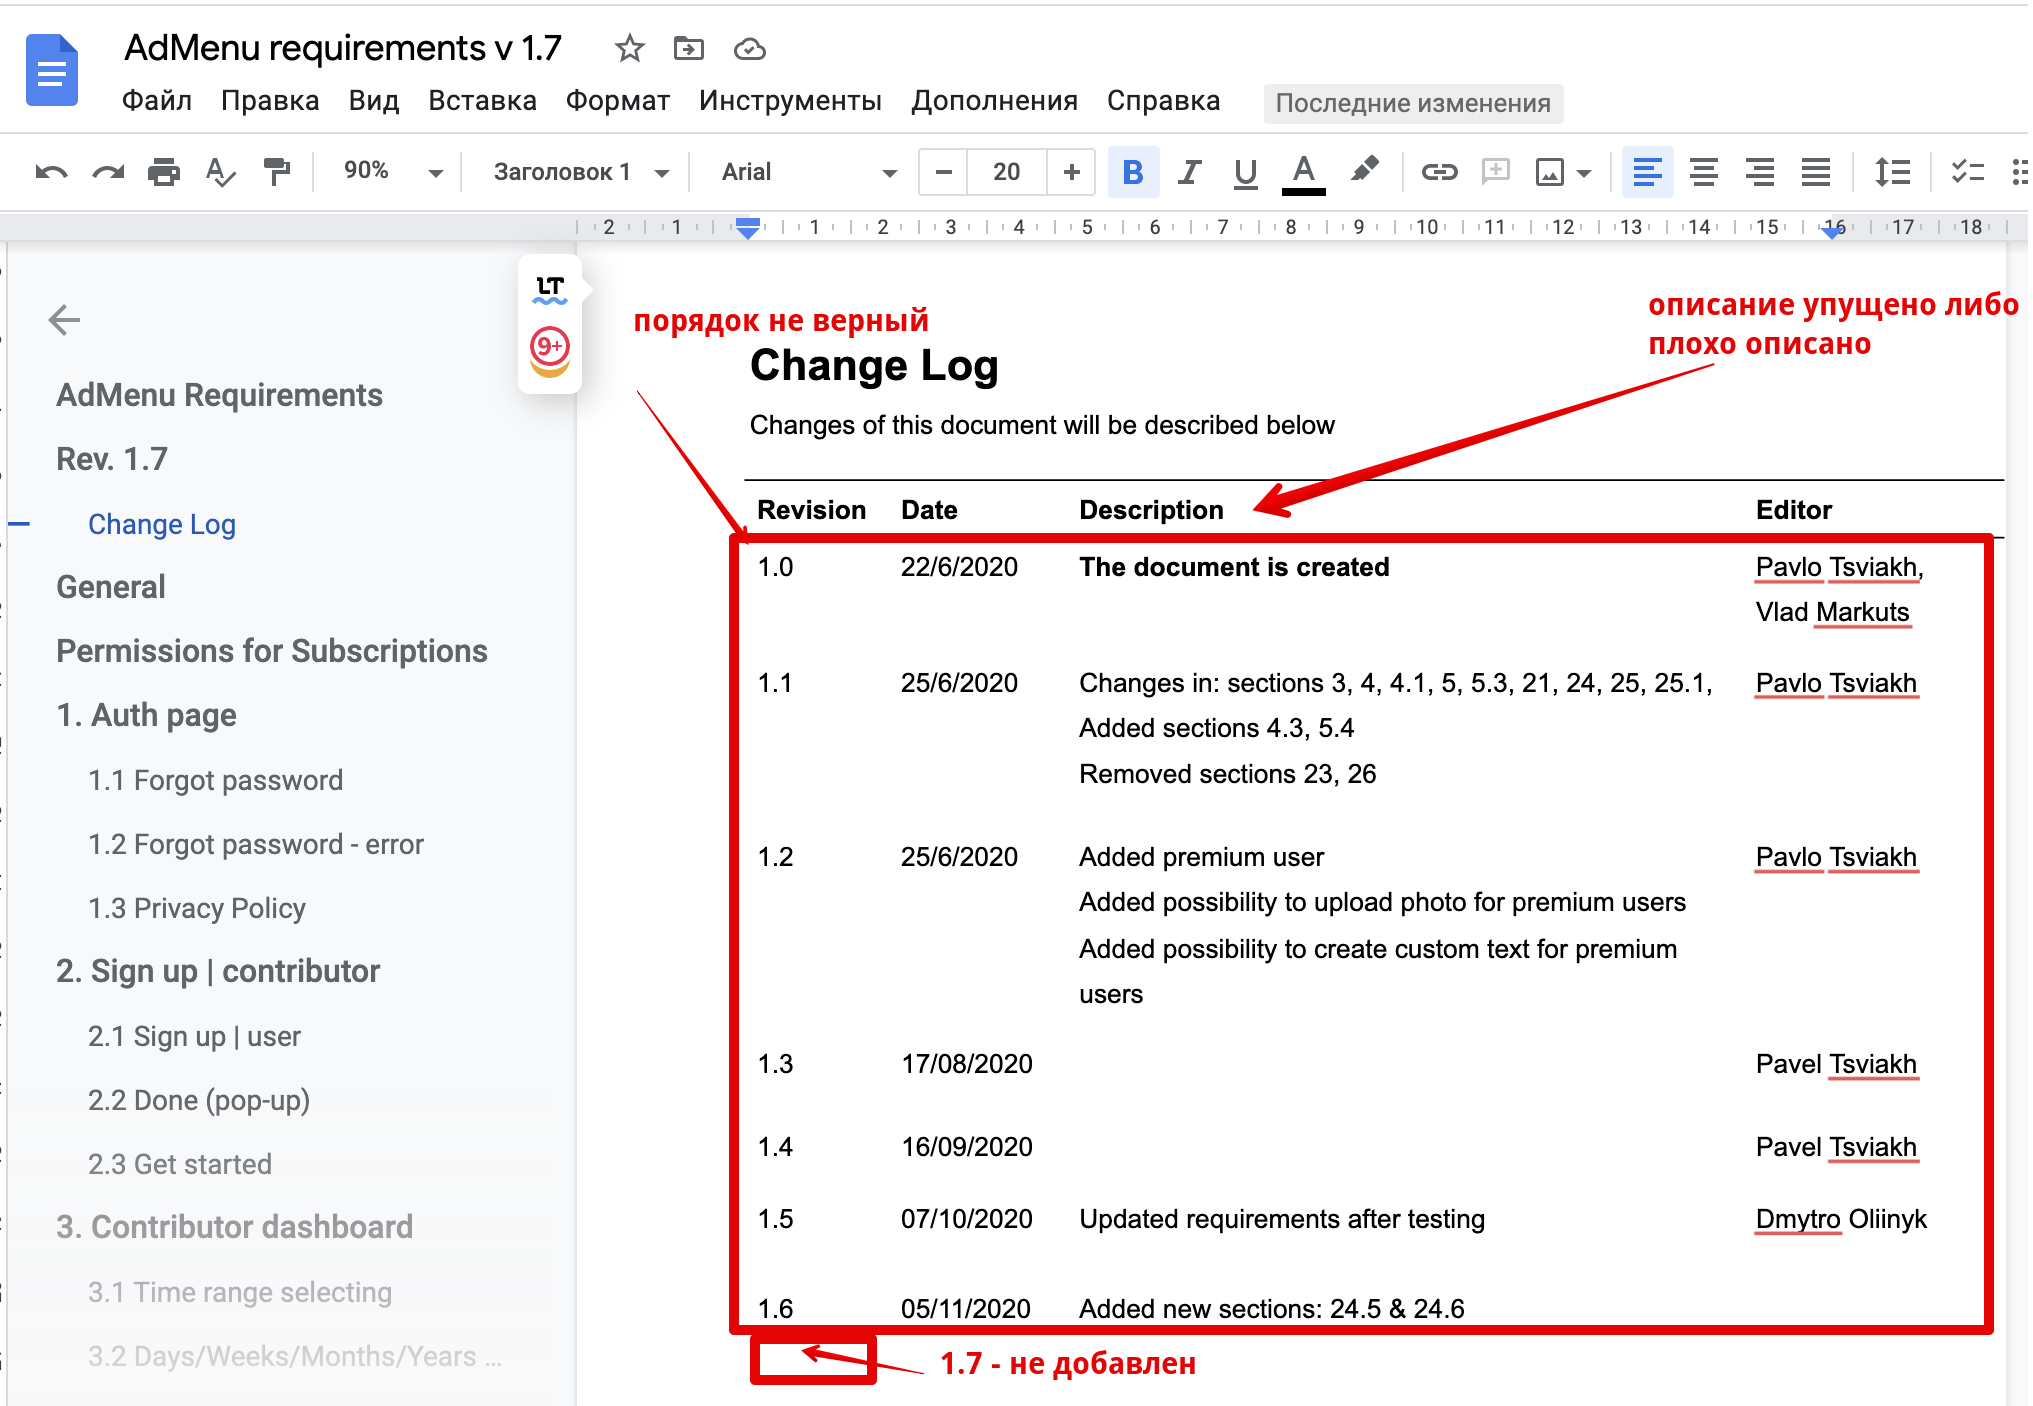 AdMenu requirements v 1.7
Файл Правка Вид Вставка Формат Инструменты Дополнения Справка Последние изменения
90% Заголовок 1 Arial 20 B I U A
2 1 1 2 3 4 5 6 7 8 9 10 11 12 13 14 15 16 17 18
LT
9+
AdMenu Requirements
Rev. 1.7
Change Log
General
Permissions for Subscriptions
1. Auth page
1.1 Forgot password
1.2 Forgot password - error
1.3 Privacy Policy
2. Sign up | contributor
2.1 Sign up | user
2.2 Done (pop-up)
2.3 Get started
3. Contributor dashboard
3.1 Time range selecting
3.2 Days/Weeks/Months/Years ...
порядок не верный
описание упущено либо
плохо описано
Change Log
Changes of this document will be described below
Revision Date Description Editor
1.0 22/6/2020 The document is created Pavlo Tsviakh,
Vlad Markuts
1.1 25/6/2020 Changes in: sections 3, 4, 4.1, 5, 5.3, 21, 24, 25, 25.1, Pavlo Tsviakh
Added sections 4.3, 5.4
Removed sections 23, 26
1.2 25/6/2020 Added premium user Pavlo Tsviakh
Added possibility to upload photo for premium users
Added possibility to create custom text for premium
users
1.3 17/08/2020 Pavel Tsviakh
1.4 16/09/2020 Pavel Tsviakh
1.5 07/10/2020 Updated requirements after testing Dmytro Oliinyk
1.6 05/11/2020 Added new sections: 24.5 & 24.6
1.7 - не добавлен